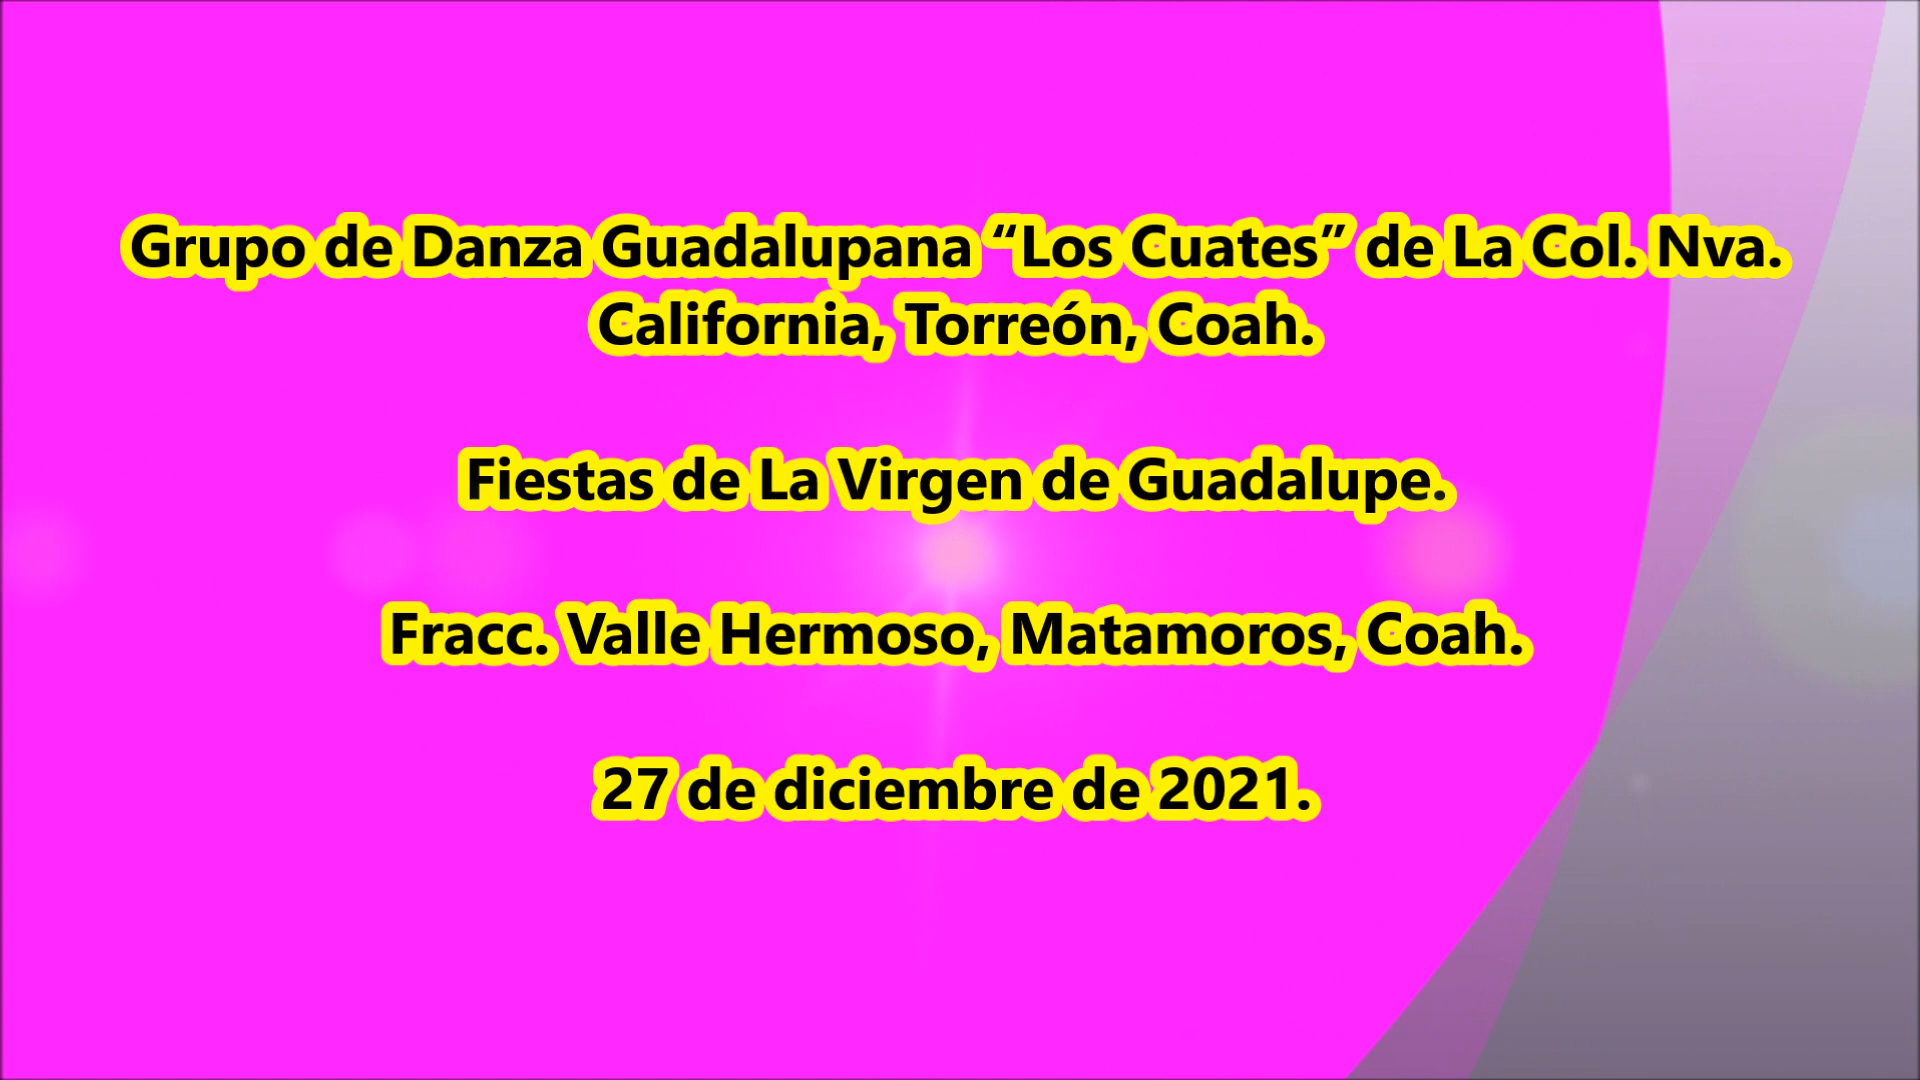 Grupo de Danza Guadalupana “Los Cuates” de La Col. Nva.
California, Torreón, Coah.
Fiestas de La Virgen de Guadalupe.
Fracc. Valle Hermoso, Matamoros, Coah.
27 de diciembre de 2021.